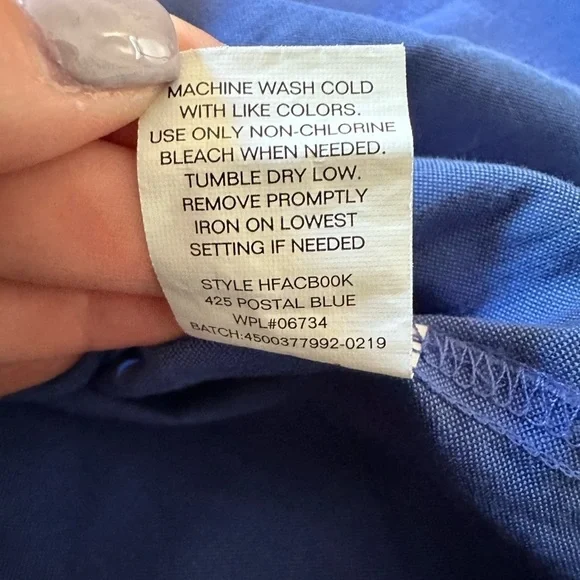 MACHINE WASH COLD
WITH LIKE COLORS.
USE ONLY NON-CHLORINE
BLEACH WHEN NEEDED.
TUMBLE DRY LOW.
REMOVE PROMPTLY
IRON ON LOWEST
SETTING IF NEEDED
STYLE HFACB00K
425 POSTAL BLUE
WPL#06734
BATCH:4500377992-0219